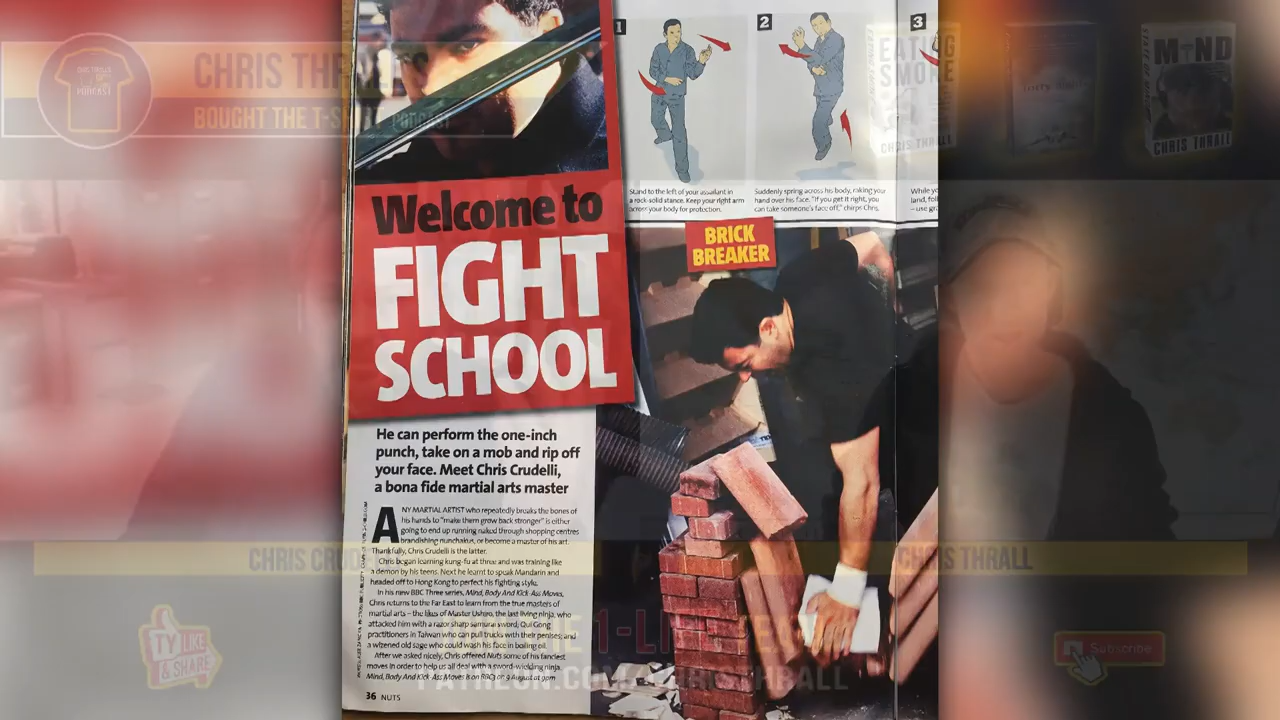 CHRIS THRALL
BOUGHT THE T-S
PODCAST
Welcome to
FIGHT
SCHOOL
He can perform the one-inch
punch, take on a mob and rip off
your face. Meet Chris Crudelli,
a bona fide martial arts master
ANY MARTIAL ARTIST who repeatedly breaks the bones of
his hands to "make them grow back stronger" is either
going to end up running naked through shopping centres
brandishing nunchakus, or become a master of his art.
Thankfully, Chris Crudelli is the latter.
Chris began learning kung-fu at three and was training like
a demon by his teens. Next he learnt to speak Mandarin and
headed off to Hong Kong to perfect his fighting style.
In his new BBC Three series, Mind, Body And Kick Ass Moves,
Chris returns to the Far East to learn from the true masters of
martial arts – the likes of Master Ushiro, the last living ninja, who
attacked him with a razor sharp samurai sword; Qui Gong
practitioners in Taiwan who can pull trucks with their penises; and
a wizened old sage who could wash his face in boiling oil.
After we asked nicely, Chris offered Nuts some of his fanciest
moves in order to help us all deal with a sword-wielding ninja.
Mind, Body And Kick Ass Moves is on BBC3 on 9 August at 9pm
36 NUTS
1
2
3
Stand to the left of your assailant in
a rock-solid stance. Keep your right arm
across your body for protection.
Suddenly spring across his body, raking your
hand over his face. "If you get it right, you
can take someone's face off," chirps Chris.
While yo
land, foll
– use gra
BRICK
BREAKER
EATING
SMOKE
CHRIS THRALL
MIND
CHRIS THRALL
CHRIS CRUDE
CHRIS THRALL
TY LIKE
& SHARE
PATREON.COM/CHRISTHRALL
Subscribe